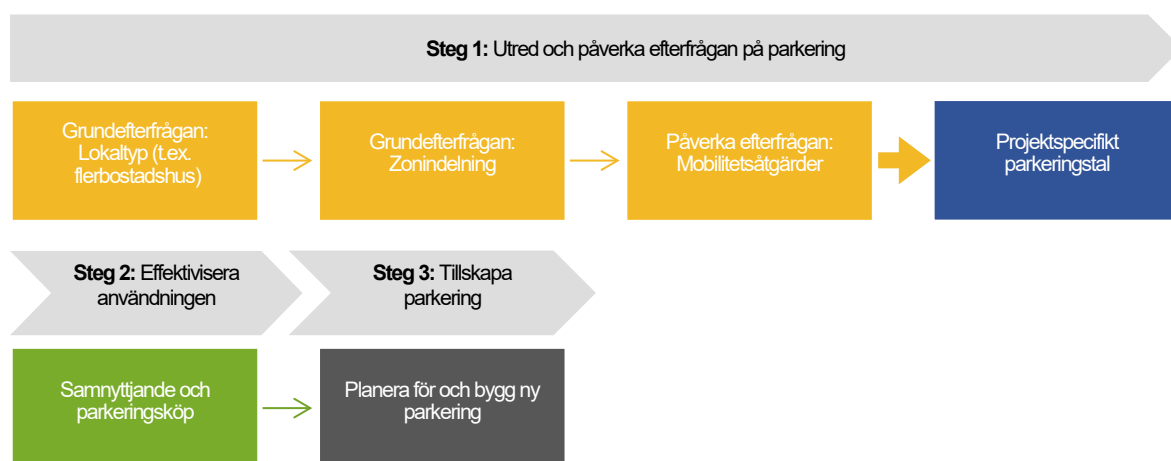 Steg 1: Utred och påverka efterfrågan på parkering
Grundefterfrågan:
Lokaltyp (t.ex.
flerbostadshus)
Grundefterfrågan:
Zonindelning
Påverka efterfrågan:
Mobilitetsåtgärder
Projektspecifikt
parkeringstal
Steg 2: Effektivisera
användningen
Steg 3: Tillskapa
parkering
Samnyttjande och
parkeringsköp
Planera för och bygg ny
parkering